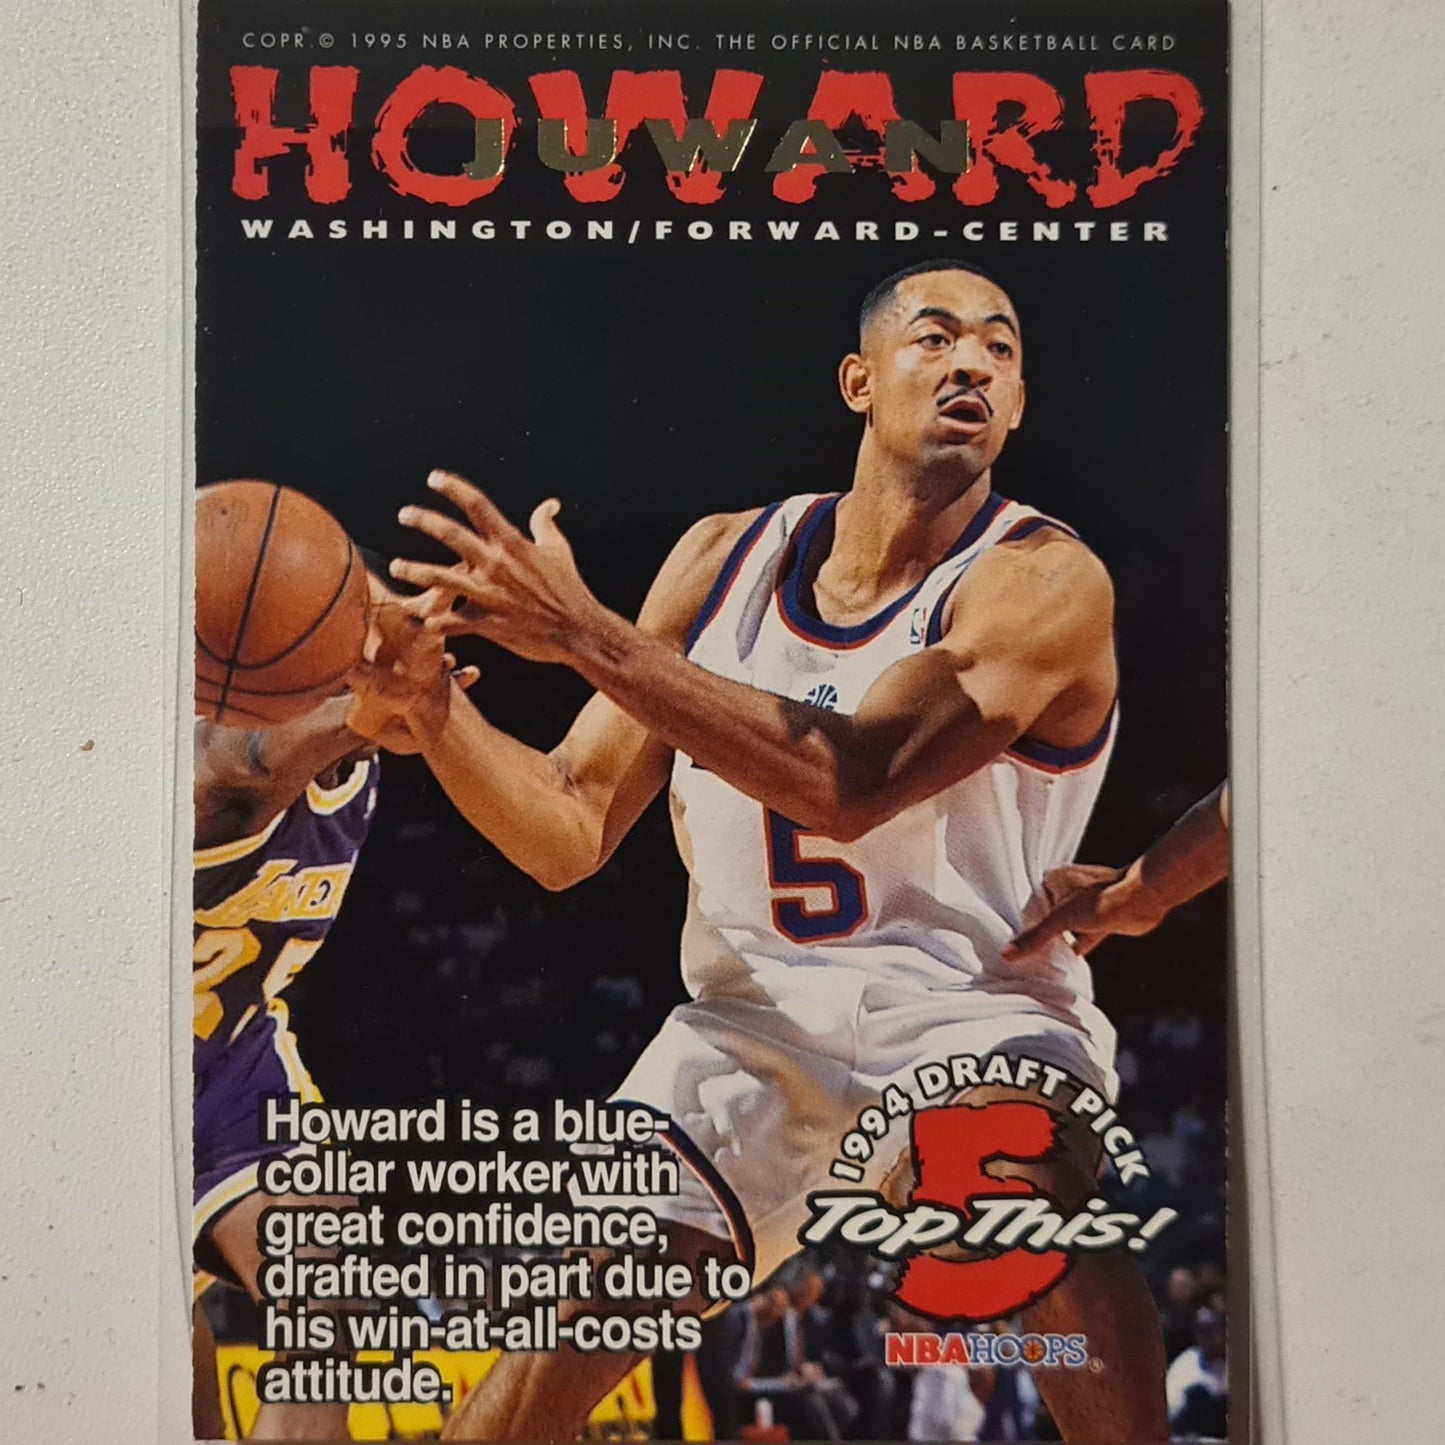 COPR.© 1995 NBA PROPERTIES, INC. THE OFFICIAL NBA BASKETBALL CARD
HOWARD
JUWAN
WASHINGTON/FORWARD-CENTER
LAKERS
25
5
Howard is a blue-
collar worker with
great confidence,
drafted in part due to
his win-at-all-costs
attitude.
1994 DRAFT PICK
5
Top This!
NBA HOOPS®